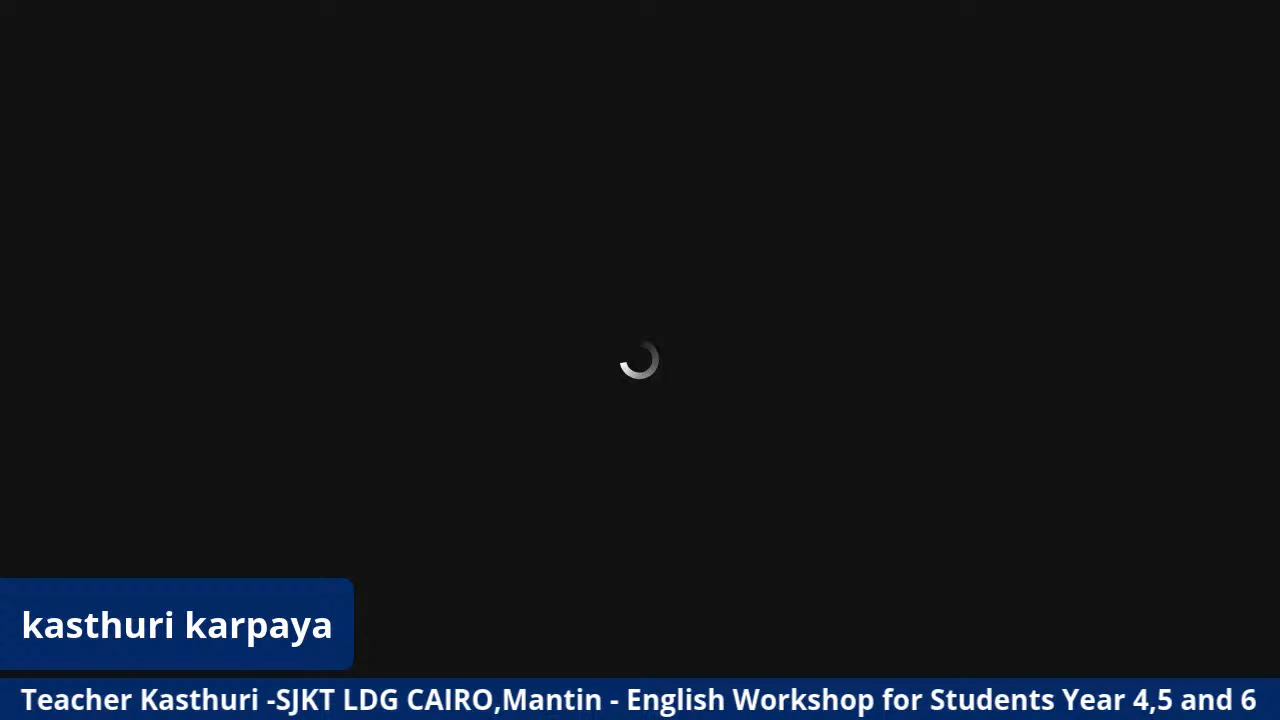 kasthuri karpaya
Teacher Kasthuri -SJKT LDG CAIRO,Mantin - English Workshop for Students Year 4,5 and 6